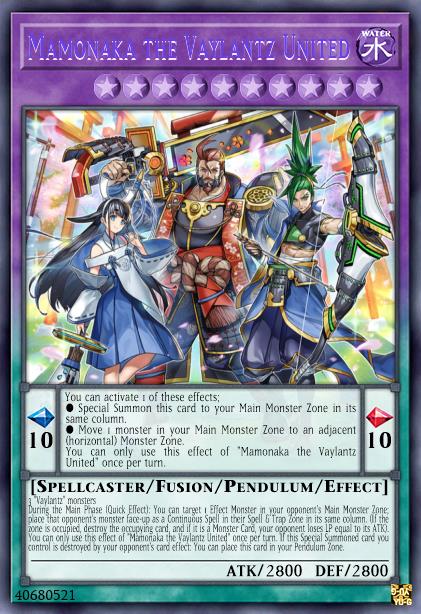 Mamonaka the Vaylantz United
WATER
水
You can activate 1 of these effects;
● Special Summon this card to your Main Monster Zone in its
same column.
● Move 1 monster in your Main Monster Zone to an adjacent
(horizontal) Monster Zone.
You can only use this effect of "Mamonaka the Vaylantz
United" once per turn.
10
10
[Spellcaster/Fusion/Pendulum/Effect]
3 "Vaylantz" monsters
During the Main Phase (Quick Effect): You can target 1 Effect Monster in your opponent's Main Monster Zone;
place that opponent's monster face-up as a Continuous Spell in their Spell & Trap Zone in its same column. (If the
zone is occupied, destroy the occupying card, and if it is a Monster Card, your opponent loses LP equal to its ATK).
You can only use this effect of "Mamonaka the Vaylantz United" once per turn. If this Special Summoned card you
control is destroyed by your opponent's card effect: You can place this card in your Pendulum Zone.
ATK/2800 DEF/2800
40680521